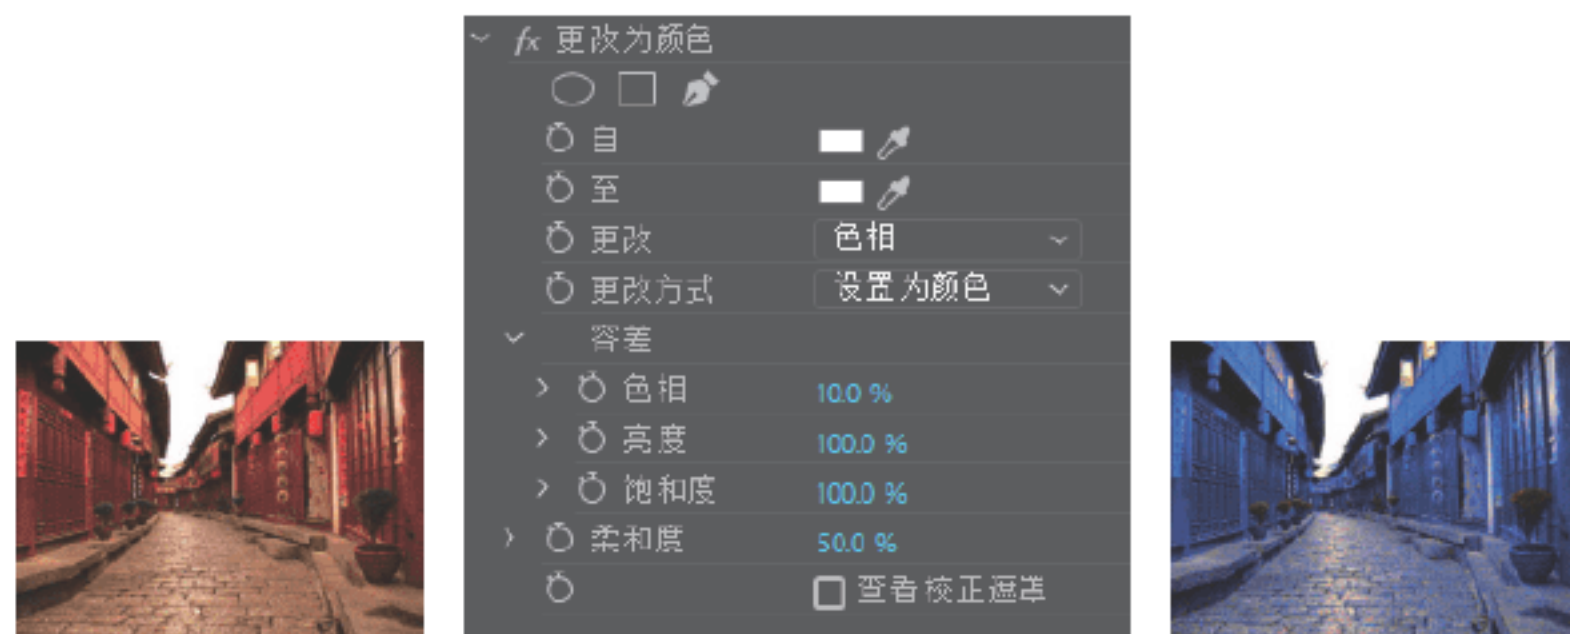 fx 更改为颜色
自
至
更改 色相
更改方式 设置为颜色
容差
色相 10.0 %
亮度 100.0 %
饱和度 100.0 %
柔和度 50.0 %
查看校正遮罩